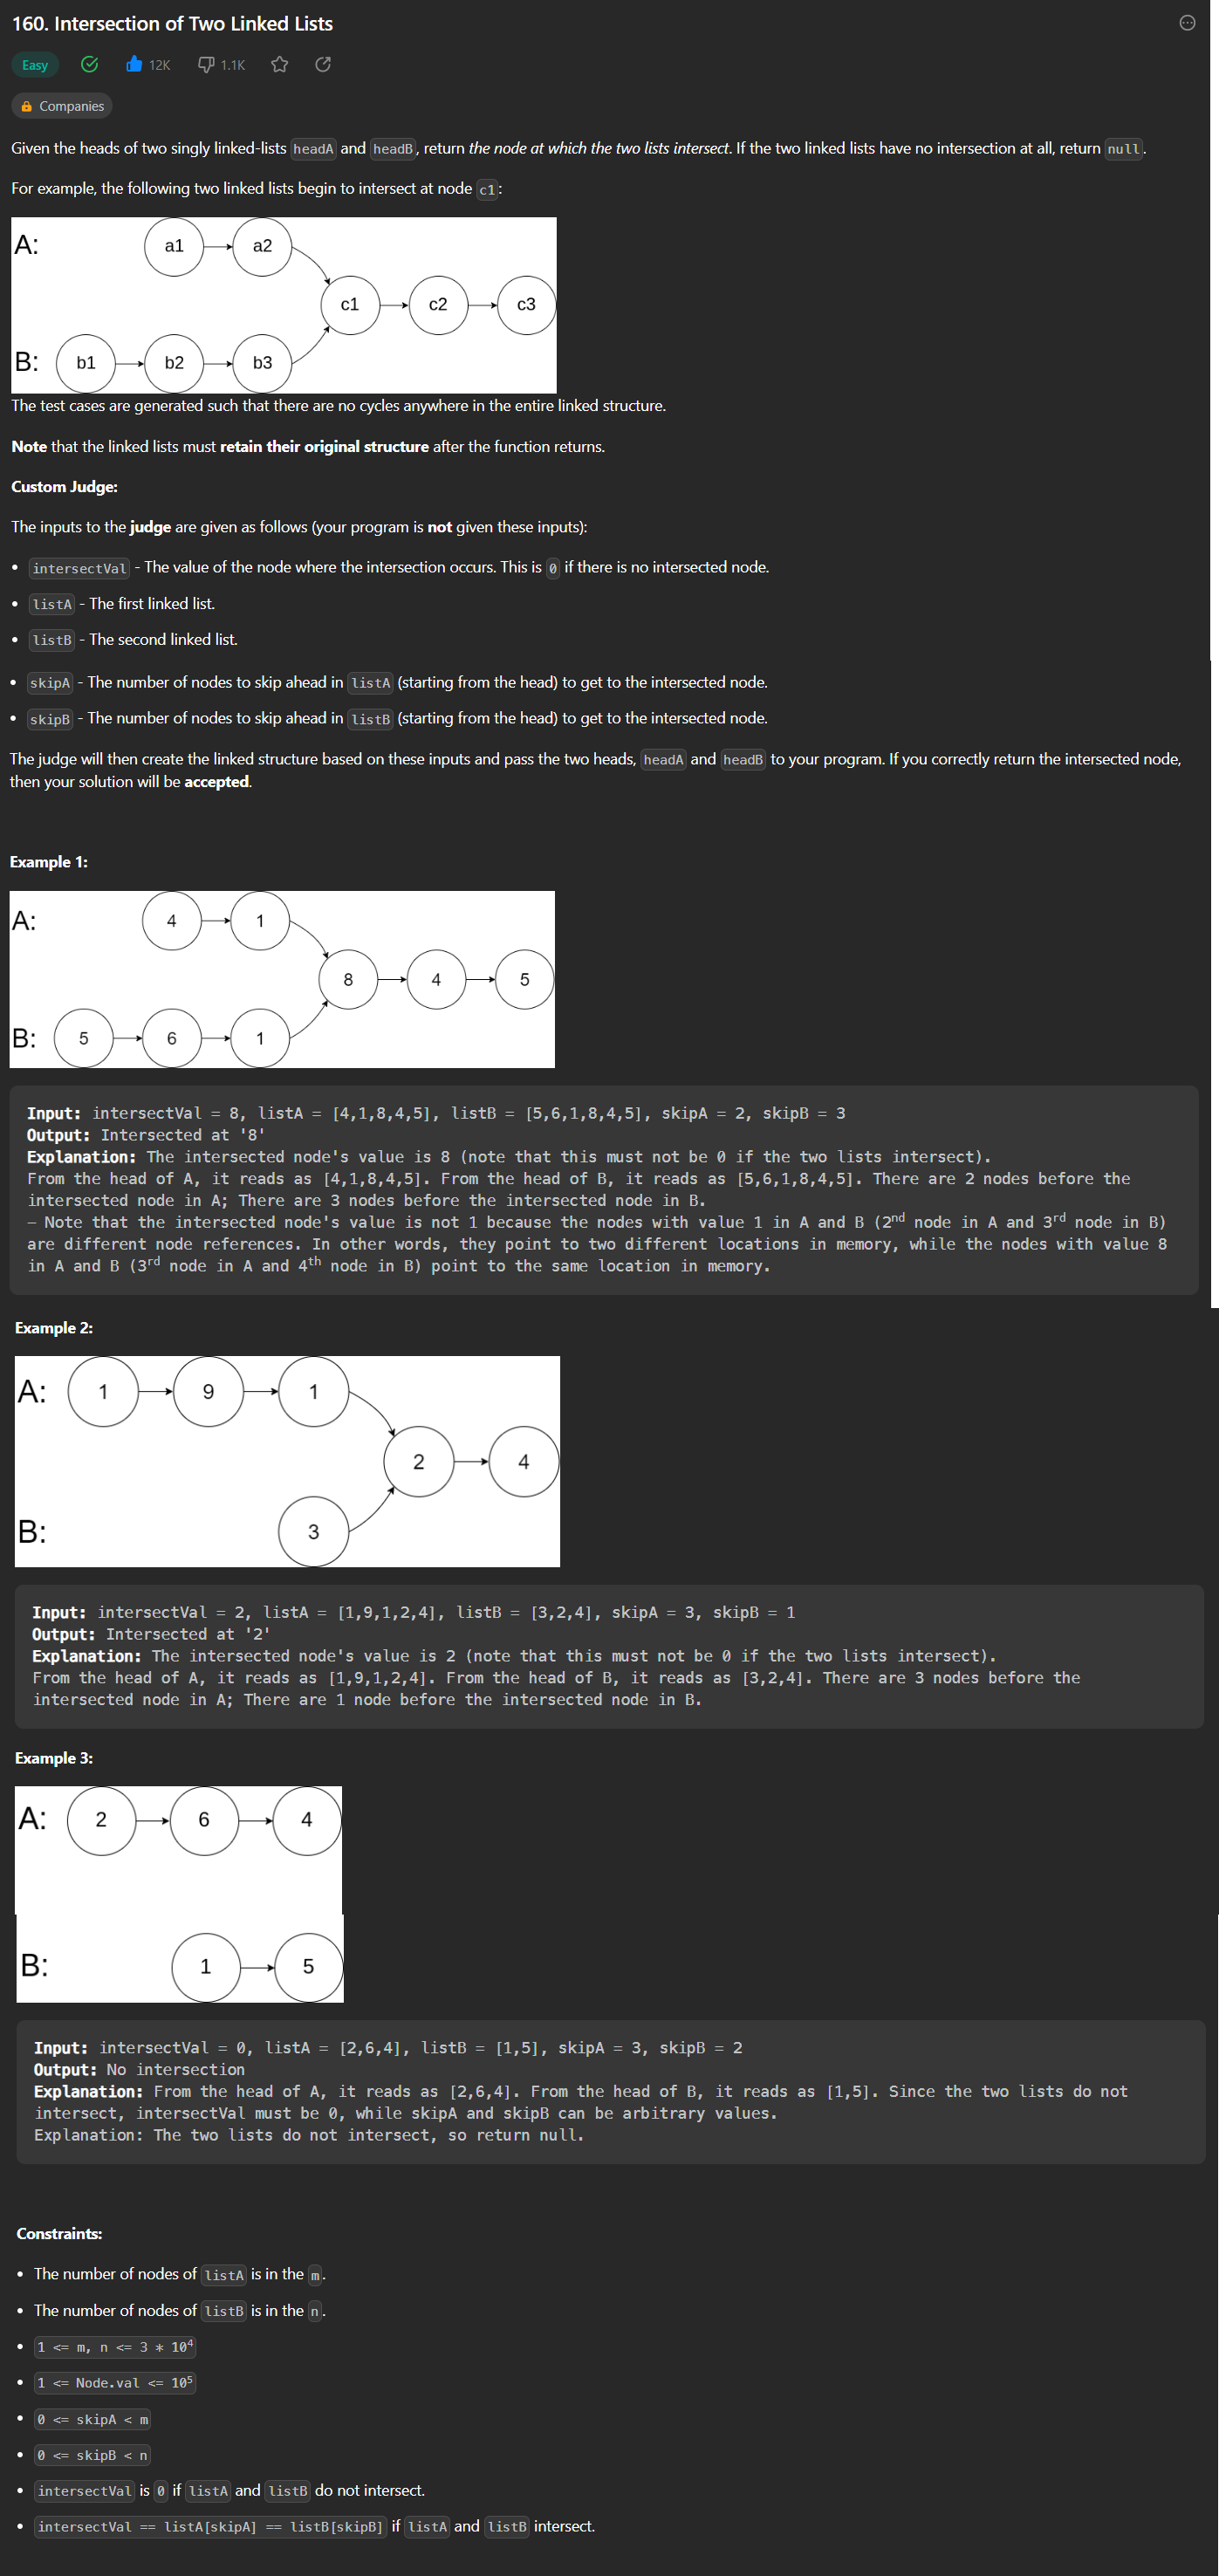 160. Intersection of Two Linked Lists
Easy 12K 1.1K
Companies
Given the heads of two singly linked-lists headA and headB, return the node at which the two lists intersect. If the two linked lists have no intersection at all, return null.
For example, the following two linked lists begin to intersect at node c1:
A: a1 a2
c1 c2 c3
B: b1 b2 b3
The test cases are generated such that there are no cycles anywhere in the entire linked structure.
Note that the linked lists must retain their original structure after the function returns.
Custom Judge:
The inputs to the judge are given as follows (your program is not given these inputs):
• intersectVal - The value of the node where the intersection occurs. This is 0 if there is no intersected node.
• listA - The first linked list.
• listB - The second linked list.
• skipA - The number of nodes to skip ahead in listA (starting from the head) to get to the intersected node.
• skipB - The number of nodes to skip ahead in listB (starting from the head) to get to the intersected node.
The judge will then create the linked structure based on these inputs and pass the two heads, headA and headB to your program. If you correctly return the intersected node,
then your solution will be accepted.
Example 1:
A: 4 1
8 4 5
B: 5 6 1
Input: intersectVal = 8, listA = [4,1,8,4,5], listB = [5,6,1,8,4,5], skipA = 2, skipB = 3
Output: Intersected at '8'
Explanation: The intersected node's value is 8 (note that this must not be 0 if the two lists intersect).
From the head of A, it reads as [4,1,8,4,5]. From the head of B, it reads as [5,6,1,8,4,5]. There are 2 nodes before the
intersected node in A; There are 3 nodes before the intersected node in B.
- Note that the intersected node's value is not 1 because the nodes with value 1 in A and B (2nd node in A and 3rd node in B)
are different node references. In other words, they point to two different locations in memory, while the nodes with value 8
in A and B (3rd node in A and 4th node in B) point to the same location in memory.
Example 2:
A: 1 9 1
2 4
B: 3
Input: intersectVal = 2, listA = [1,9,1,2,4], listB = [3,2,4], skipA = 3, skipB = 1
Output: Intersected at '2'
Explanation: The intersected node's value is 2 (note that this must not be 0 if the two lists intersect).
From the head of A, it reads as [1,9,1,2,4]. From the head of B, it reads as [3,2,4]. There are 3 nodes before the
intersected node in A; There are 1 node before the intersected node in B.
Example 3:
A: 2 6 4
B: 1 5
Input: intersectVal = 0, listA = [2,6,4], listB = [1,5], skipA = 3, skipB = 2
Output: No intersection
Explanation: From the head of A, it reads as [2,6,4]. From the head of B, it reads as [1,5]. Since the two lists do not
intersect, intersectVal must be 0, while skipA and skipB can be arbitrary values.
Explanation: The two lists do not intersect, so return null.
Constraints:
• The number of nodes of listA is in the m.
• The number of nodes of listB is in the n.
• 1 <= m, n <= 3 * 10⁴
• 1 <= Node.val <= 10⁵
• 0 <= skipA < m
• 0 <= skipB < n
• intersectVal is 0 if listA and listB do not intersect.
• intersectVal == listA[skipA] == listB[skipB] if listA and listB intersect.